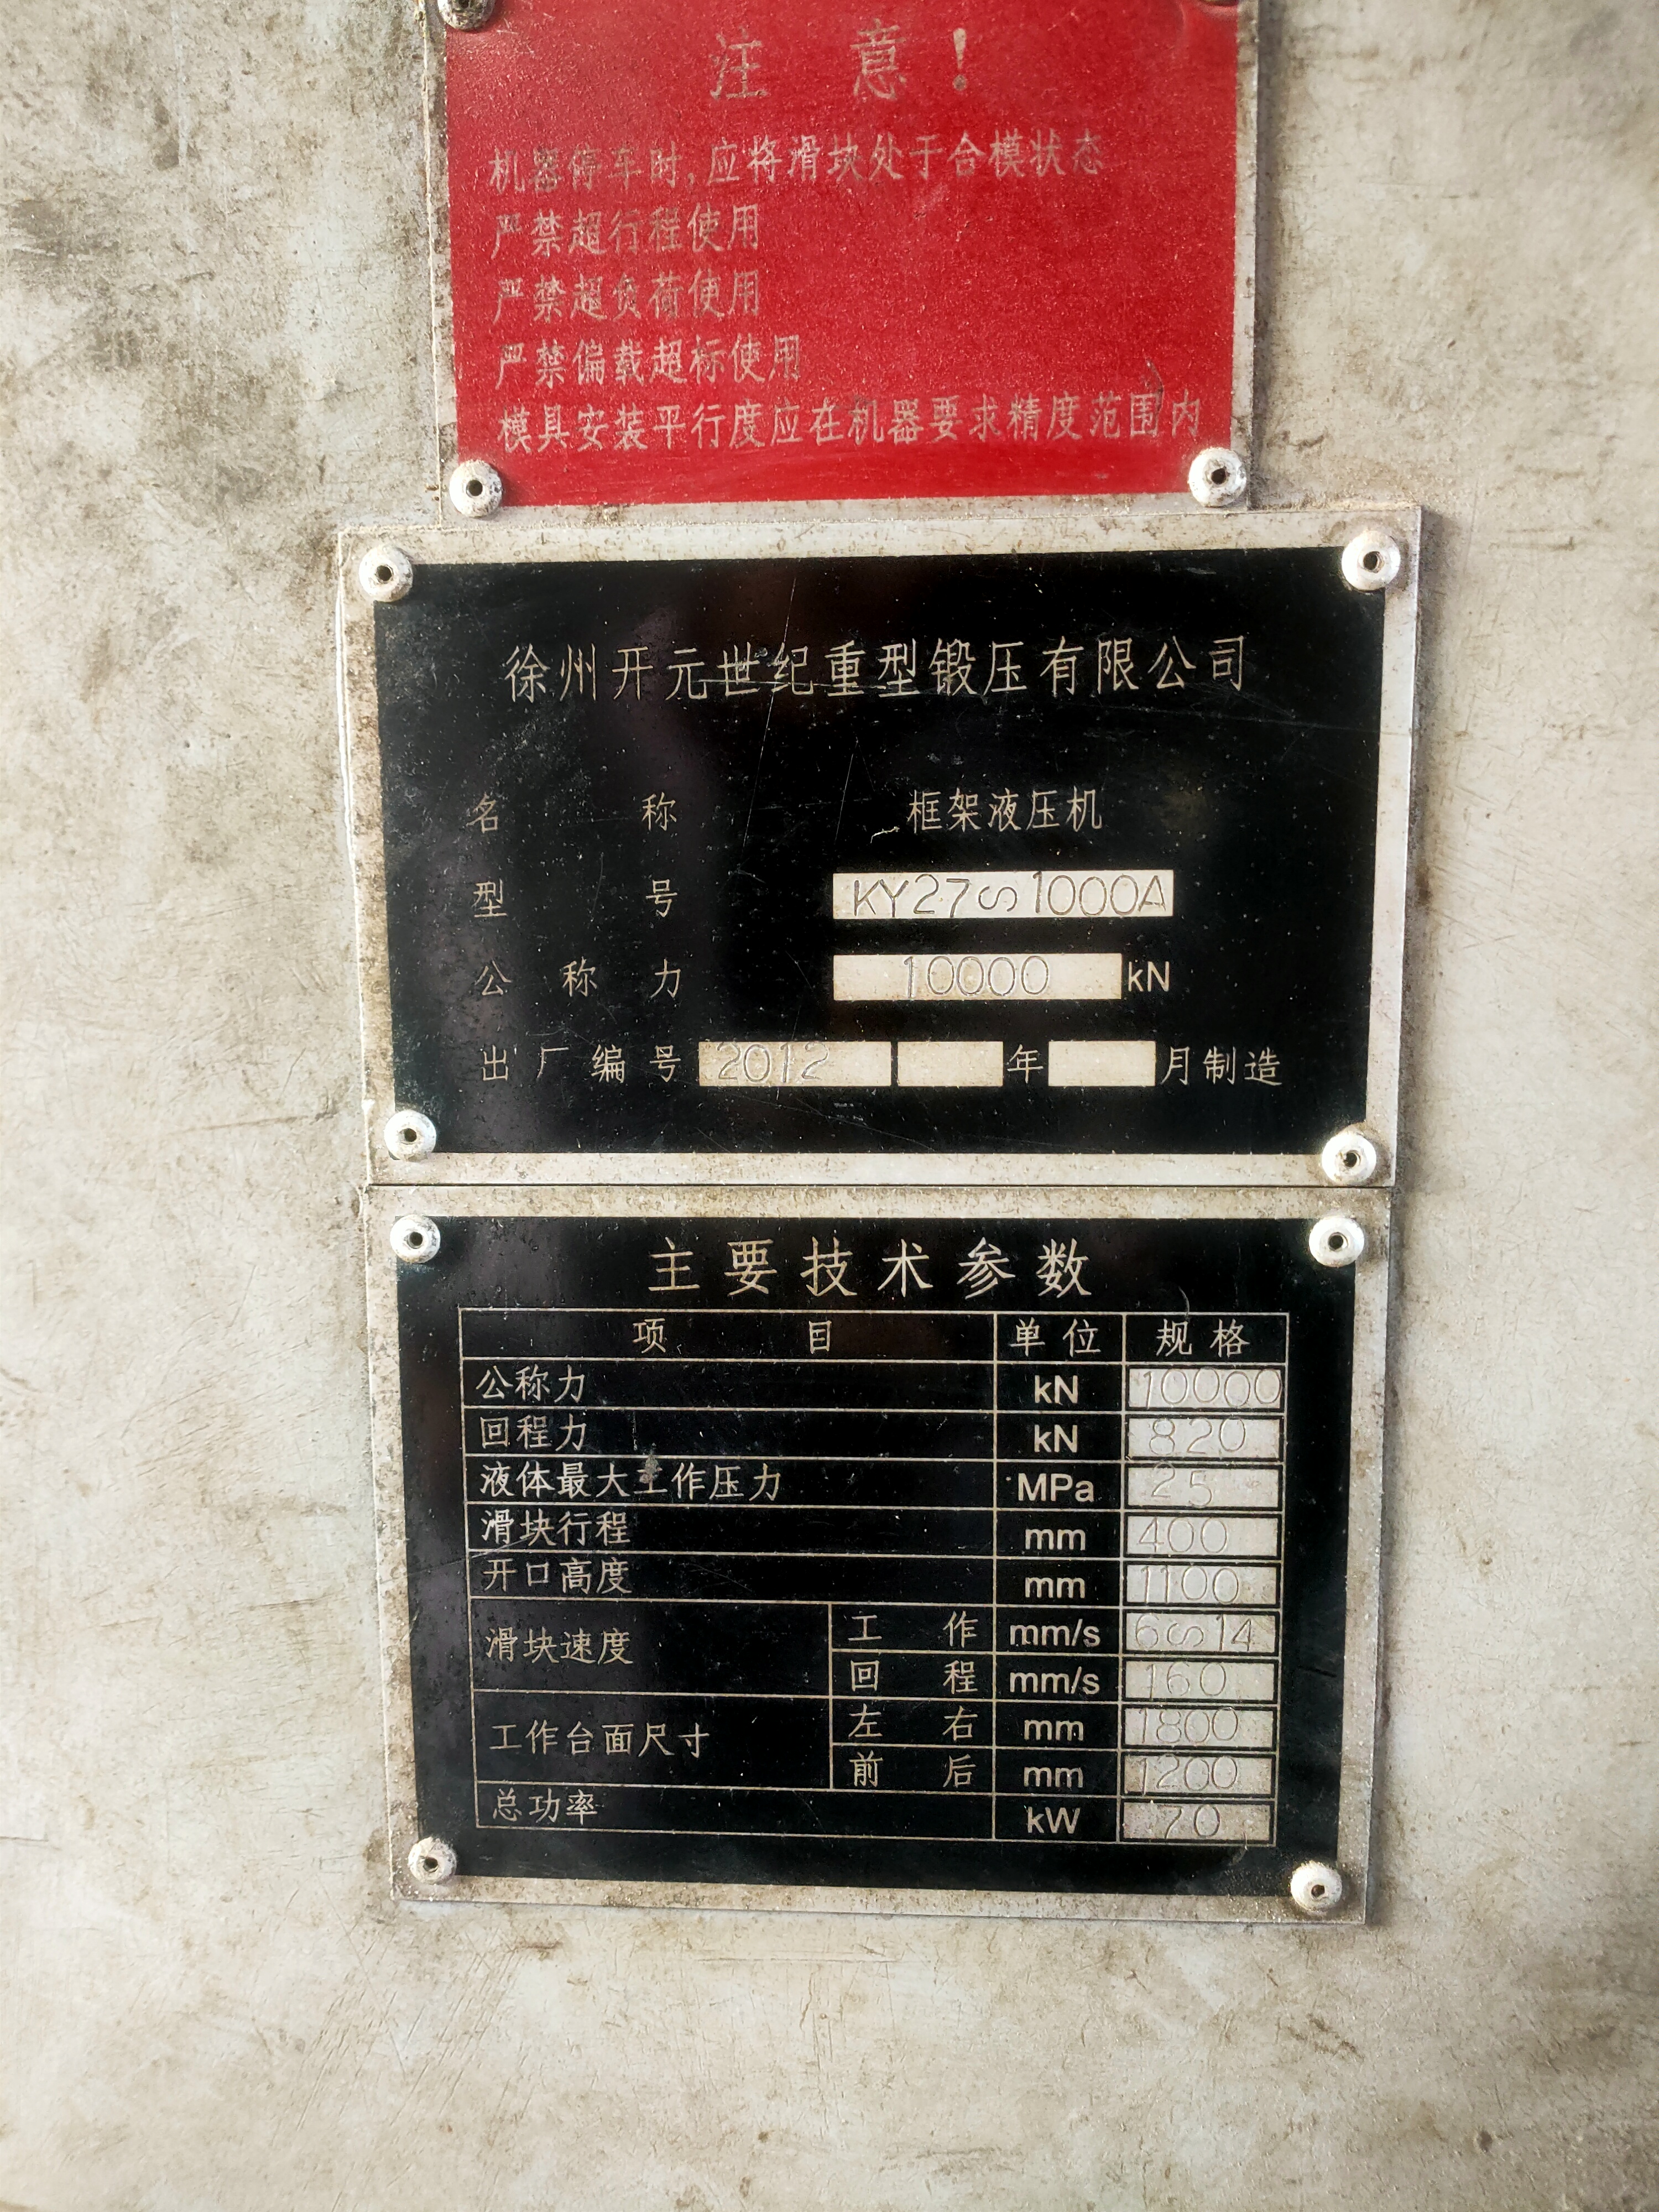 注意！
机器停车时,应将滑块处于合模状态
严禁超行程使用
严禁超负荷使用
严禁偏载超标使用
模具安装平行度应在机器要求精度范围内
徐州开元世纪重型锻压有限公司
名称 框架液压机
型号 KY27∽1000A
公称力 10000 kN
出厂编号 2012 年 月制造
主要技术参数
项目 单位 规格
公称力 kN 10000
回程力 kN 820
液体最大工作压力 MPa 25
滑块行程 mm 400
开口高度 mm 1100
滑块速度 工作 mm/s 6∽14
回程 mm/s 160
工作台面尺寸 左右 mm 1800
前后 mm 1200
总功率 kW 70